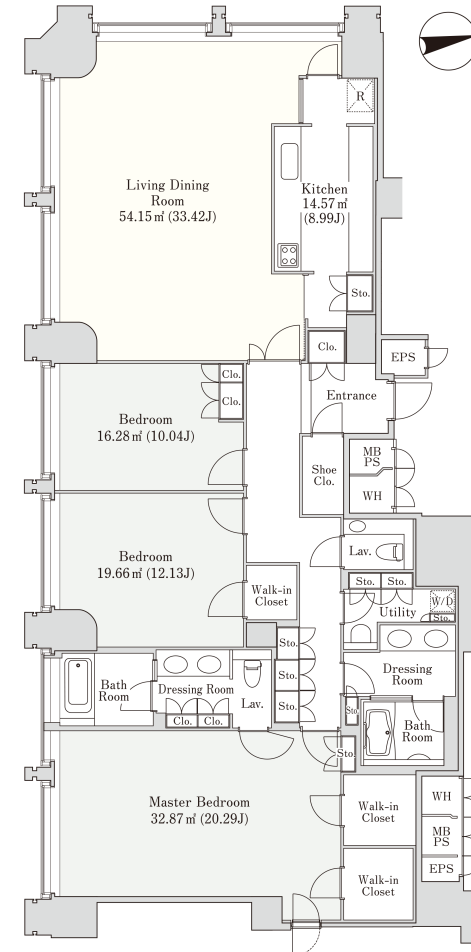 R
Living Dining
Room
54.15㎡ (33.42J)
Kitchen
14.57㎡
(8.99J)
Sto.
Clo.
EPS
Clo.
Clo.
Entrance
Bedroom
16.28㎡ (10.04J)
MB
PS
Shoe
Clo.
WH
Lav.
Bedroom
19.66㎡ (12.13J)
Walk-in
Closet
Sto.
Sto.
W/D
Utility
Sto.
Sto.
Sto.
Sto.
Bath
Room
Dressing Room
Lav.
Dressing
Room
Clo.
Clo.
Sto.
Bath
Room
Sto.
Master Bedroom
32.87㎡ (20.29J)
Walk-in
Closet
WH
MB
PS
EPS
Walk-in
Closet